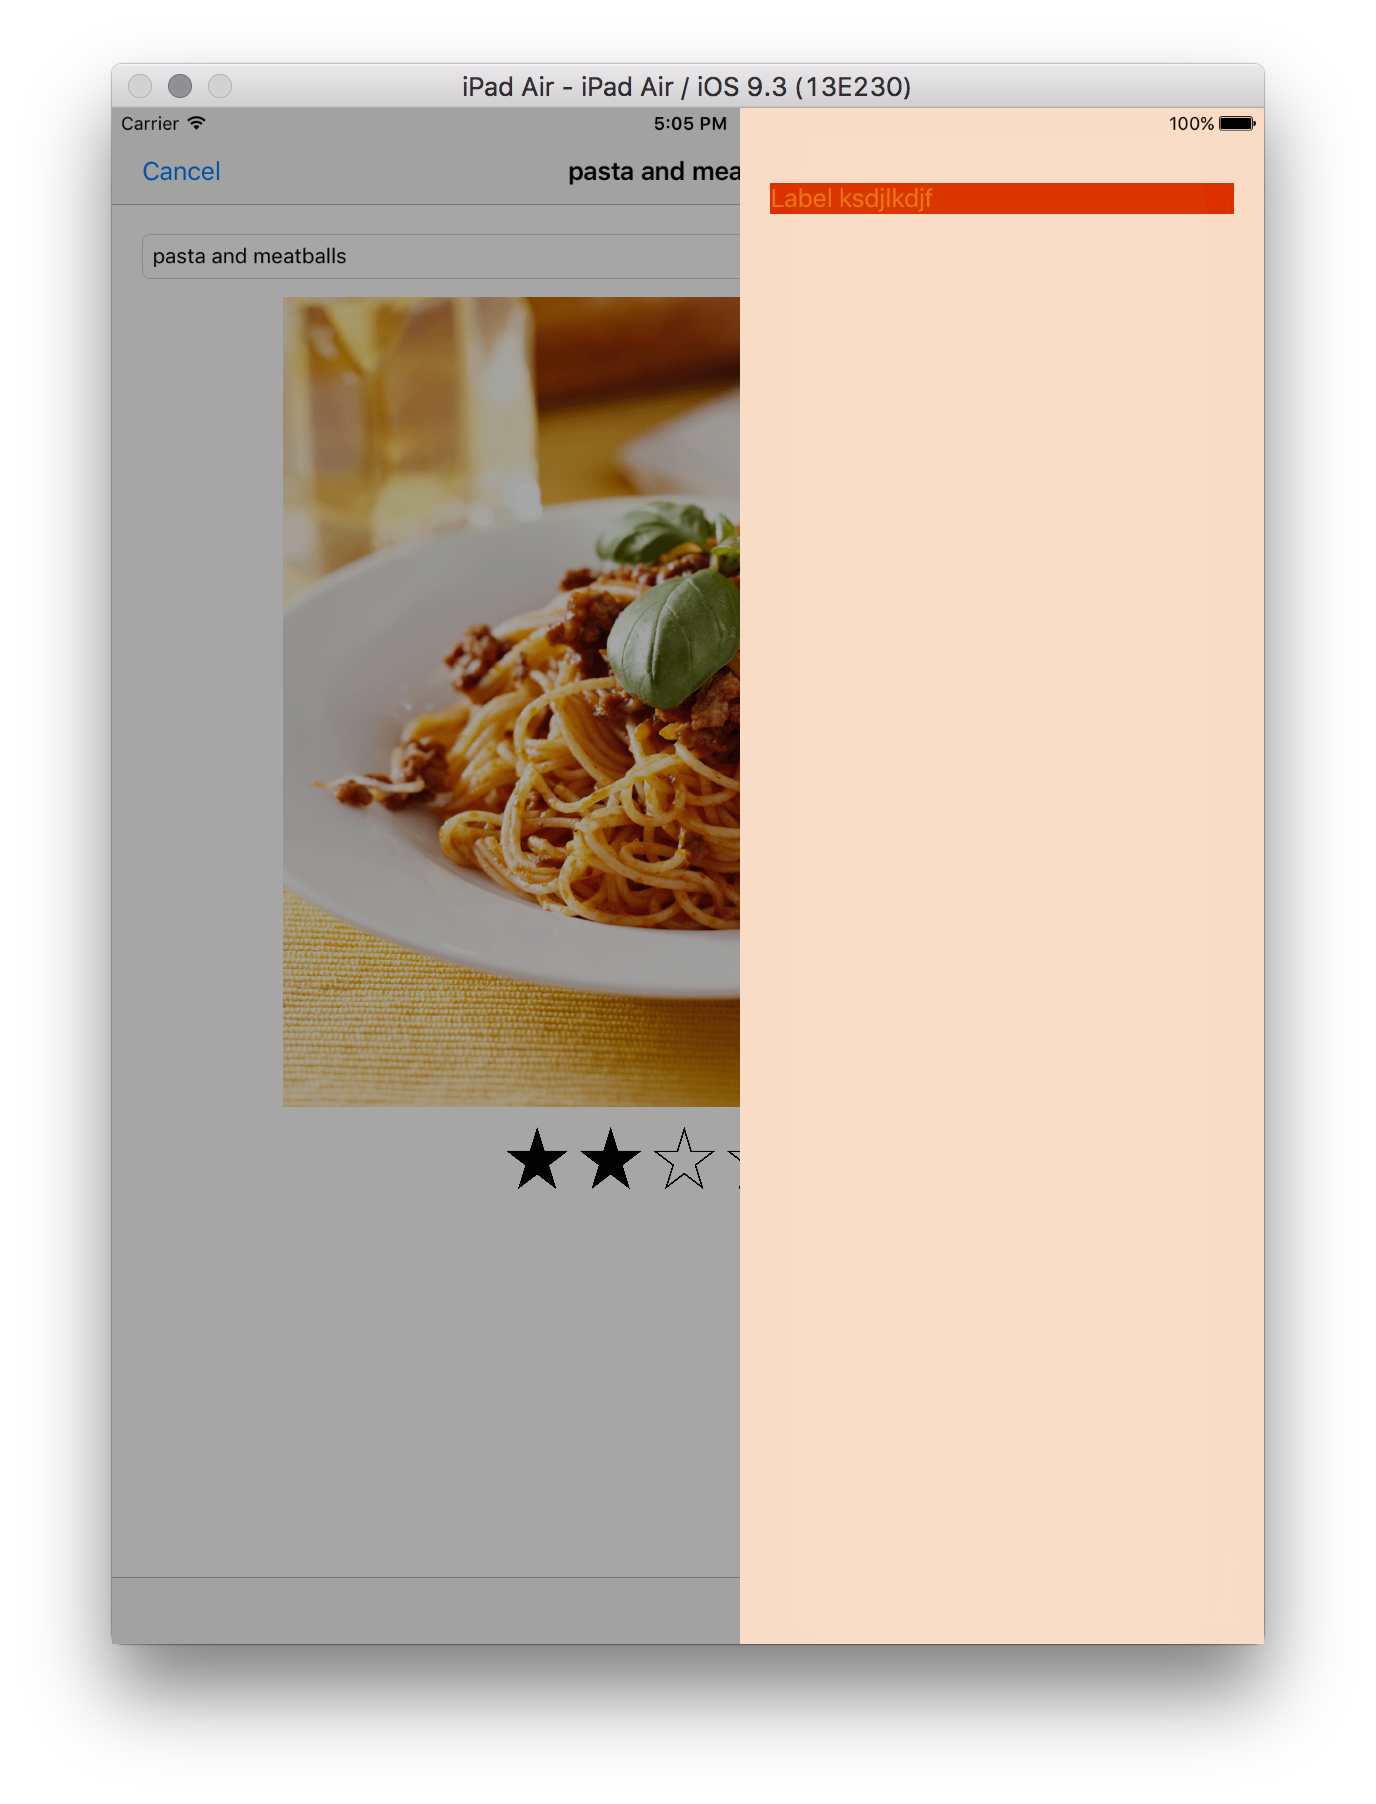 iPad Air - iPad Air / iOS 9.3 (13E230)
Carrier 5:05 PM 100%
Cancel pasta and mea
Label ksdjlkdjf
pasta and meatballs